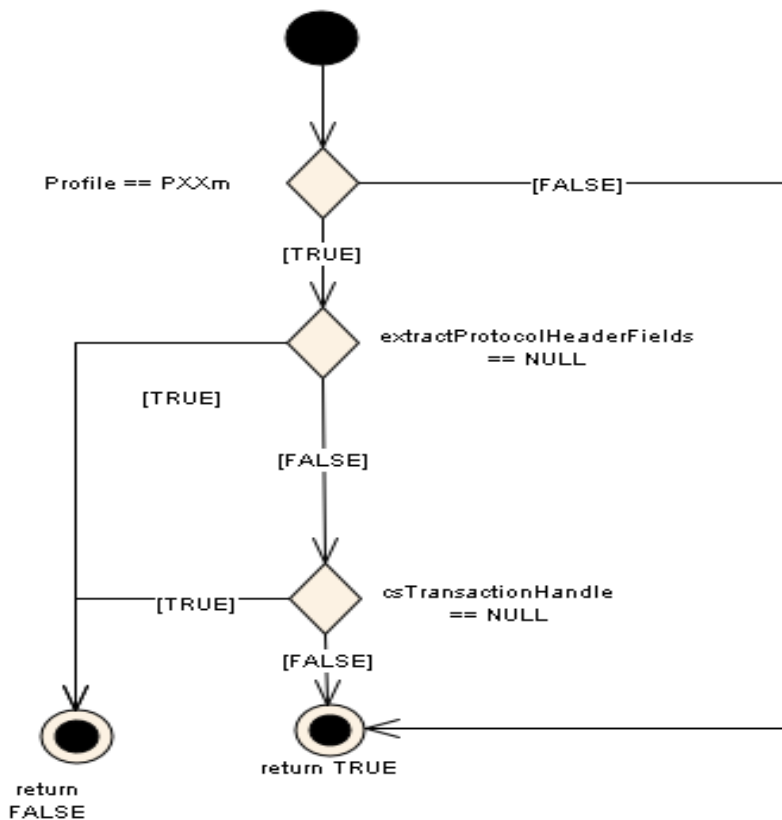 Profile == PXXm
[FALSE]
[TRUE]
extractProtocolHeaderFields
== NULL
[TRUE]
[FALSE]
csTransactionHandle
== NULL
[TRUE]
[FALSE]
return TRUE
return
FALSE